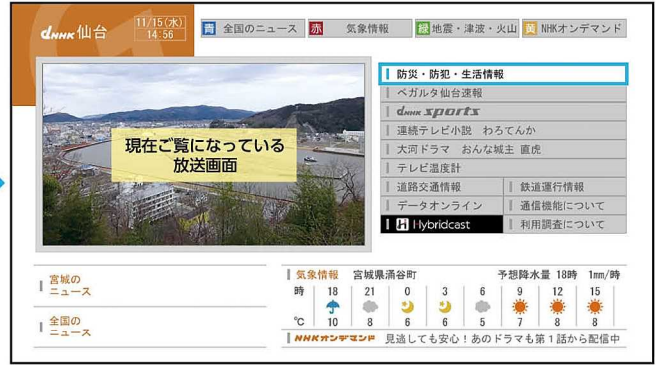 dNHK 仙台
11/15(水)
14:56
青 全国のニュース 赤 気象情報 緑 地震・津波・火山 黄 NHKオンデマンド
現在ご覧になっている
放送画面
防災・防犯・生活情報
ベガルタ仙台速報
dNHK sports
連続テレビ小説 わろてんか
大河ドラマ おんな城主 直虎
テレビ温度計
道路交通情報 鉄道運行情報
データオンライン 通信機能について
H Hybridcast 利用調査について
宮城の
ニュース
全国の
ニュース
気象情報 宮城県涌谷町 予想降水量 18時 1mm/時
時 18 21 0 3 6 9 12 15
℃ 10 8 6 6 5 7 8 8
NHKオンデマンド 見逃しても安心!あのドラマも第1話から配信中